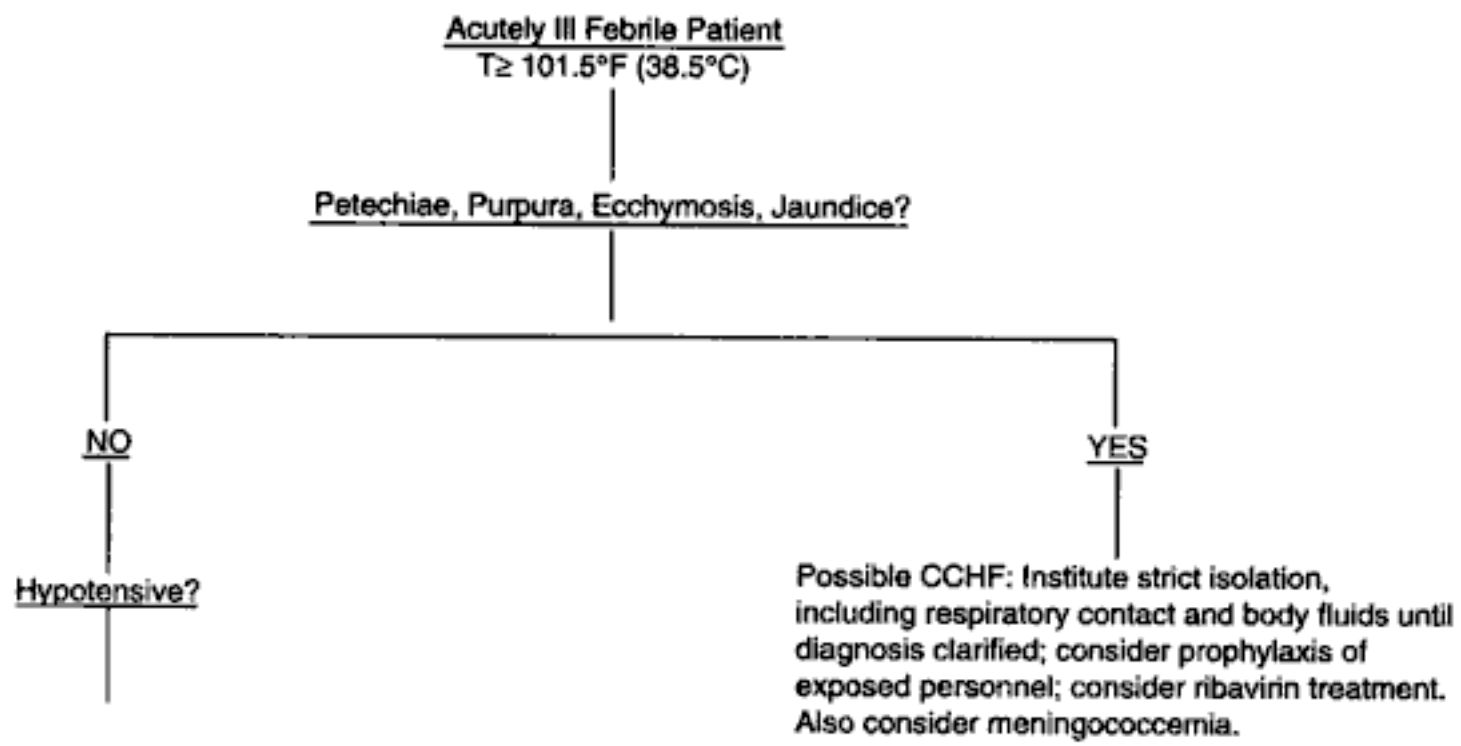 Acutely Ill Febrile Patient
T≥ 101.5°F (38.5°C)
Petechiae, Purpura, Ecchymosis, Jaundice?
NO
YES
Hypotensive?
Possible CCHF: Institute strict isolation,
including respiratory contact and body fluids until
diagnosis clarified; consider prophylaxis of
exposed personnel; consider ribavirin treatment.
Also consider meningococcemia.